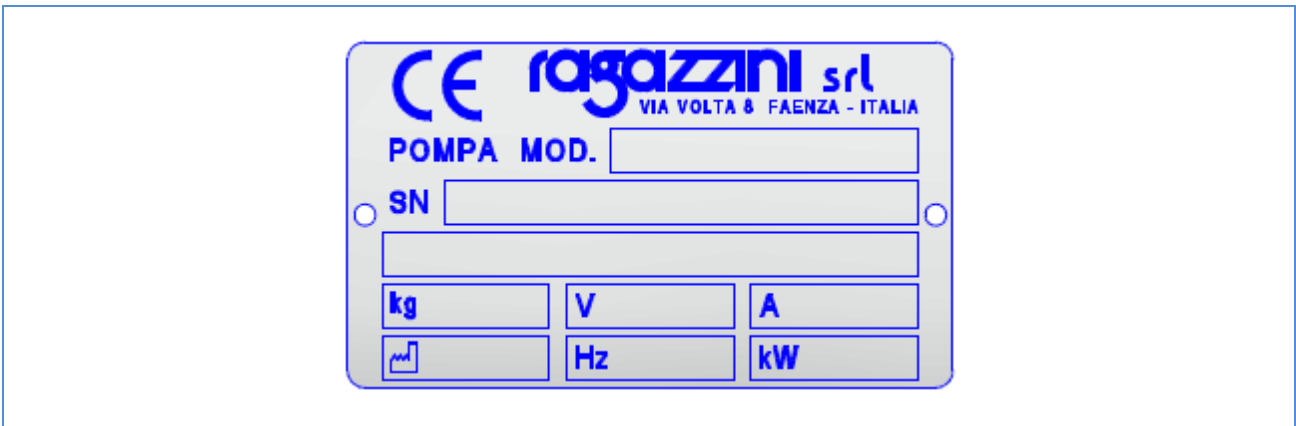 CE ragazzini srl
VIA VOLTA 8 FAENZA - ITALIA
POMPA MOD.
SN
kg V A
Hz kW